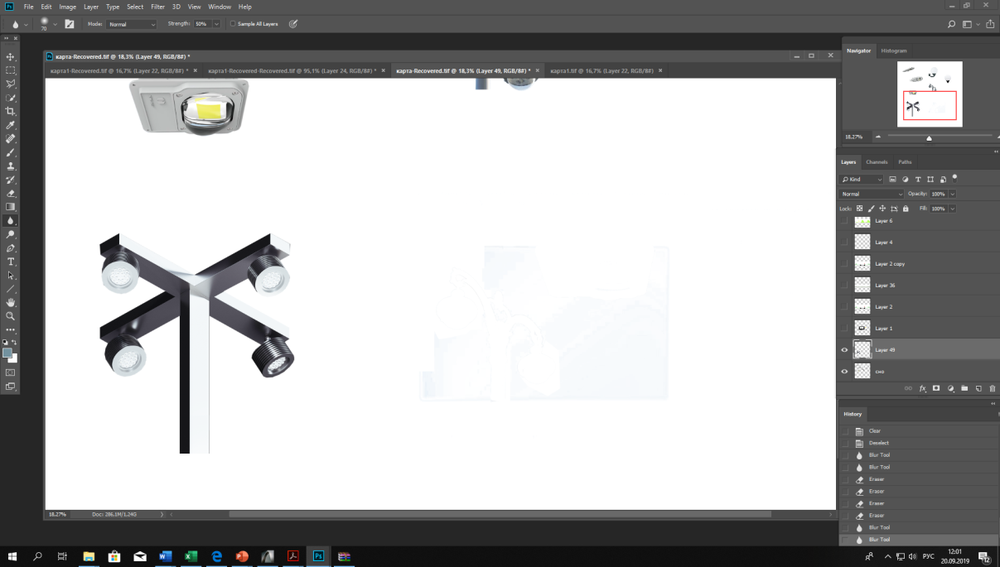 Ps File Edit Image Layer Type Select Filter 3D View Window Help
70 Mode: Normal Strength: 50% Sample All Layers
карта-Recovered.tif @ 18,3% (Layer 49, RGB/8#) *
карта1-Recovered.tif @ 16,7% (Layer 22, RGB/8#) * карта1-Recovered-Recovered.tif @ 95,1% (Layer 24, RGB/8#) * карта-Recovered.tif @ 18,3% (Layer 49, RGB/8#) * карта1.tif @ 16,7% (Layer 22, RGB/8#)
18.27% Doc: 286,1M/1,24G
Navigator Histogram
18.27%
Layers Channels Paths
Kind
Normal Opacity: 100%
Lock: Fill: 100%
Layer 6
Layer 4
Layer 2 copy
Layer 36
Layer 2
Layer 1
Layer 49
сно
fx
History
Clear
Deselect
Blur Tool
Blur Tool
Eraser
Eraser
Eraser
Eraser
Blur Tool
Blur Tool
РУС 12:01
20.09.2019 12